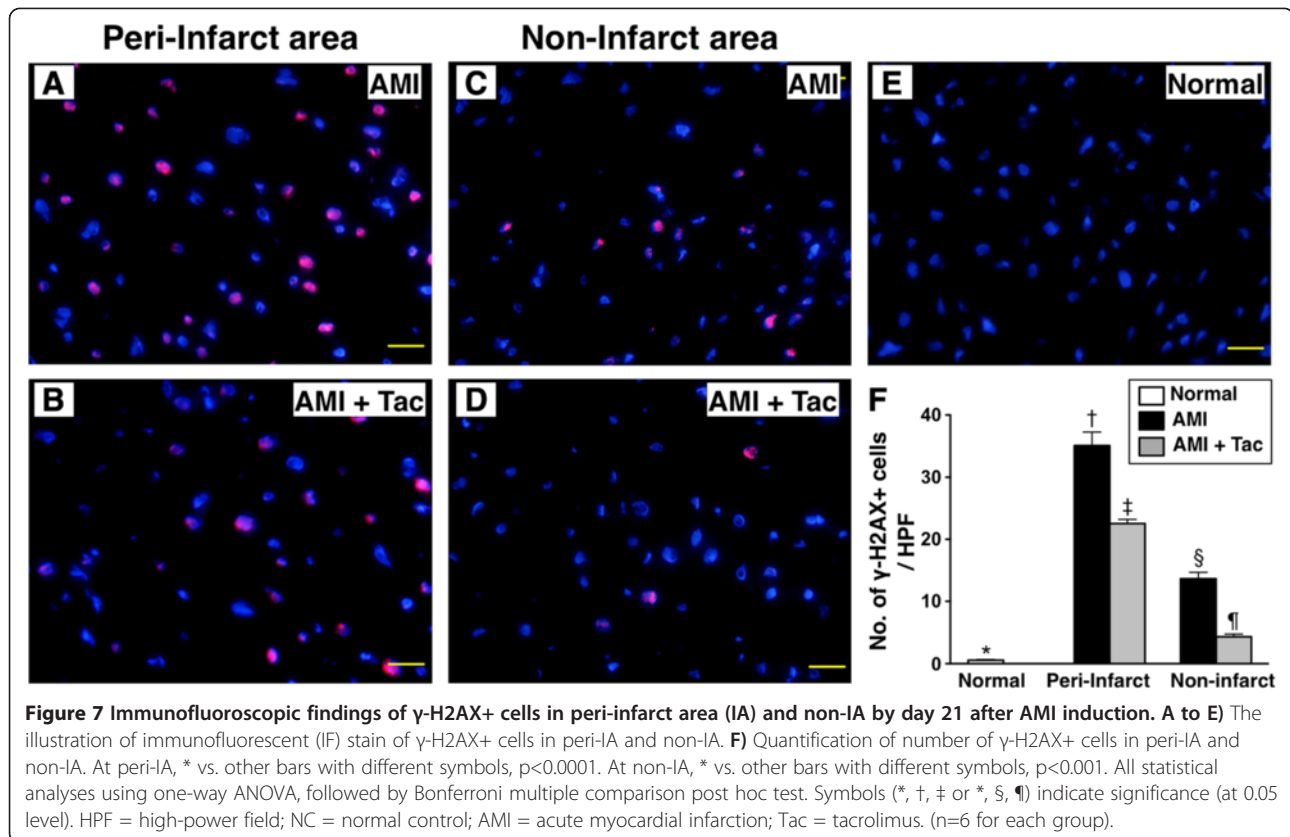 Peri-Infarct area
Non-Infarct area
A
AMI
C
AMI
E
Normal
B
AMI + Tac
D
AMI + Tac
F
Normal
AMI
AMI + Tac
No. of γ-H2AX+ cells
/ HPF
40
30
20
10
0
*
†
‡
§
¶
Normal
Peri-Infarct
Non-infarct
Figure 7 Immunofluoroscopic findings of γ-H2AX+ cells in peri-infarct area (IA) and non-IA by day 21 after AMI induction. A to E) The
illustration of immunofluorescent (IF) stain of γ-H2AX+ cells in peri-IA and non-IA. F) Quantification of number of γ-H2AX+ cells in peri-IA and
non-IA. At peri-IA, * vs. other bars with different symbols, p<0.0001. At non-IA, * vs. other bars with different symbols, p<0.001. All statistical
analyses using one-way ANOVA, followed by Bonferroni multiple comparison post hoc test. Symbols (*, †, ‡ or *, §, ¶) indicate significance (at 0.05
level). HPF = high-power field; NC = normal control; AMI = acute myocardial infarction; Tac = tacrolimus. (n=6 for each group).